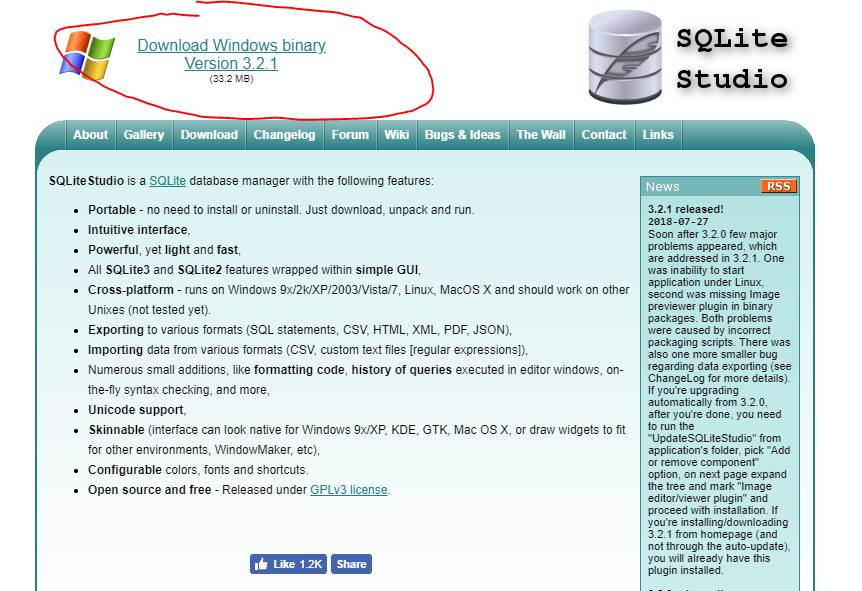 Download Windows binary
Version 3.2.1
(33.2 MB)
SQLite
Studio
About Gallery Download Changelog Forum Wiki Bugs & Ideas The Wall Contact Links
SQLiteStudio is a SQLite database manager with the following features:
Portable - no need to install or uninstall. Just download, unpack and run.
Intuitive interface,
Powerful, yet light and fast,
All SQLite3 and SQLite2 features wrapped within simple GUI,
Cross-platform - runs on Windows 9x/2k/XP/2003/Vista/7, Linux, MacOS X and should work on other
Unixes (not tested yet).
Exporting to various formats (SQL statements, CSV, HTML, XML, PDF, JSON),
Importing data from various formats (CSV, custom text files [regular expressions]),
Numerous small additions, like formatting code, history of queries executed in editor windows, on-
the-fly syntax checking, and more,
Unicode support,
Skinnable (interface can look native for Windows 9x/XP, KDE, GTK, Mac OS X, or draw widgets to fit
for other environments, WindowMaker, etc),
Configurable colors, fonts and shortcuts.
Open source and free - Released under GPLv3 license.
Like 1.2K Share
News RSS
3.2.1 released!
2018-07-27
Soon after 3.2.0 few major
problems appeared, which
are addressed in 3.2.1. One
was inability to start
application under Linux,
second was missing Image
previewer plugin in binary
packages. Both problems
were caused by incorrect
packaging scripts. There was
also one more smaller bug
regarding data exporting (see
ChangeLog for more details).
If you're upgrading
automatically from 3.2.0,
after you're done, you need
to run the
"UpdateSQLiteStudio" from
application's folder, pick "Add
or remove component"
option, on next page expand
the tree and mark "Image
editor/viewer plugin" and
proceed with installation. If
you're installing/downloading
3.2.1 from homepage (and
not through the auto-update),
you will already have this
plugin installed.